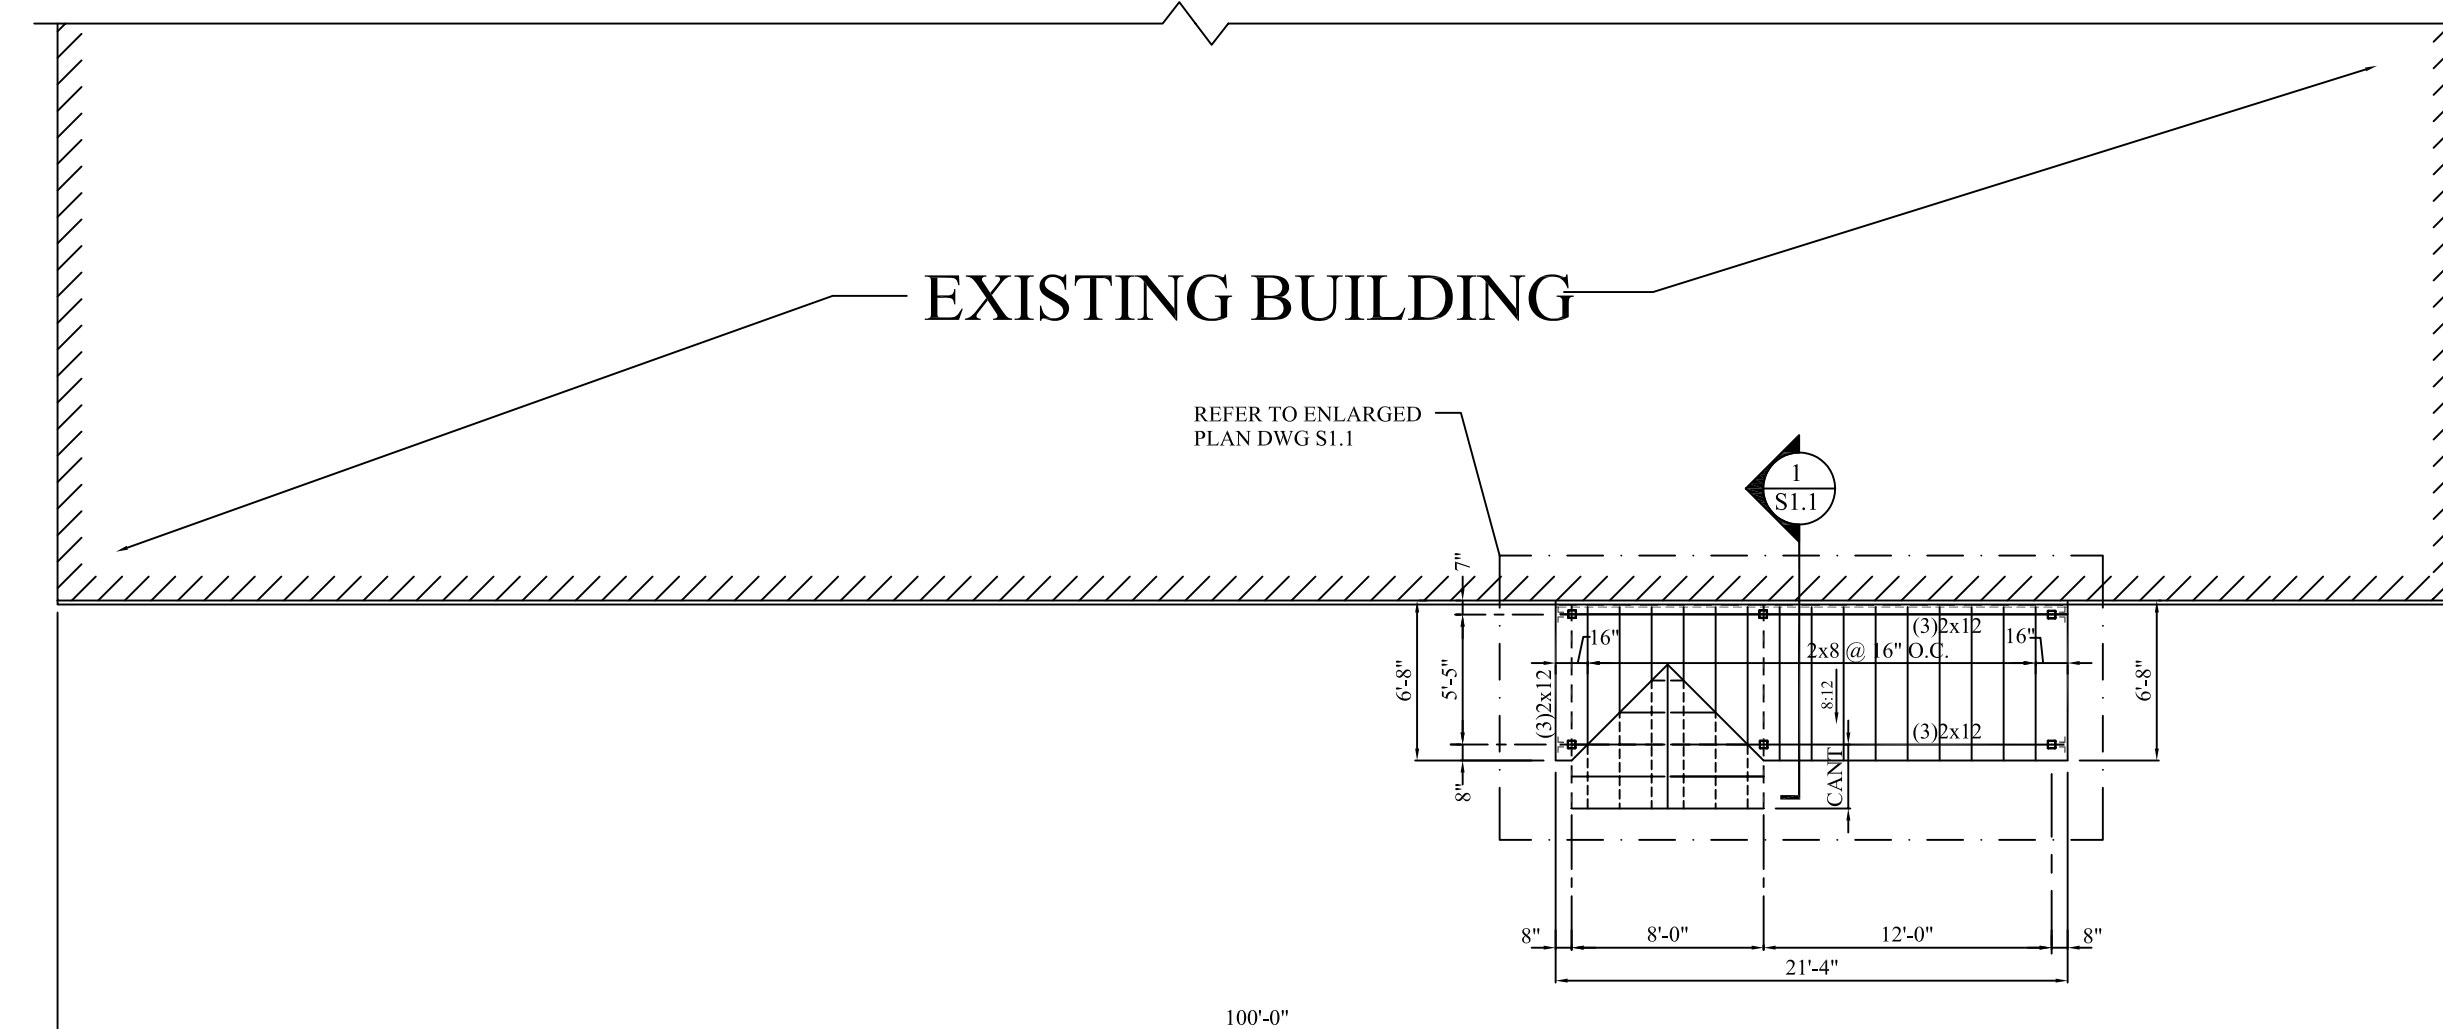 EXISTING BUILDING
REFER TO ENLARGED
PLAN DWG S1.1
1
S1.1
7"
(3)2x12
16"
16"
2x8 @ 16" O.C.
6'-8"
5'-5"
(3)2x12
8:12
6'-8"
(3)2x12
CANT
8"
8"
8'-0"
12'-0"
8"
21'-4"
100'-0"